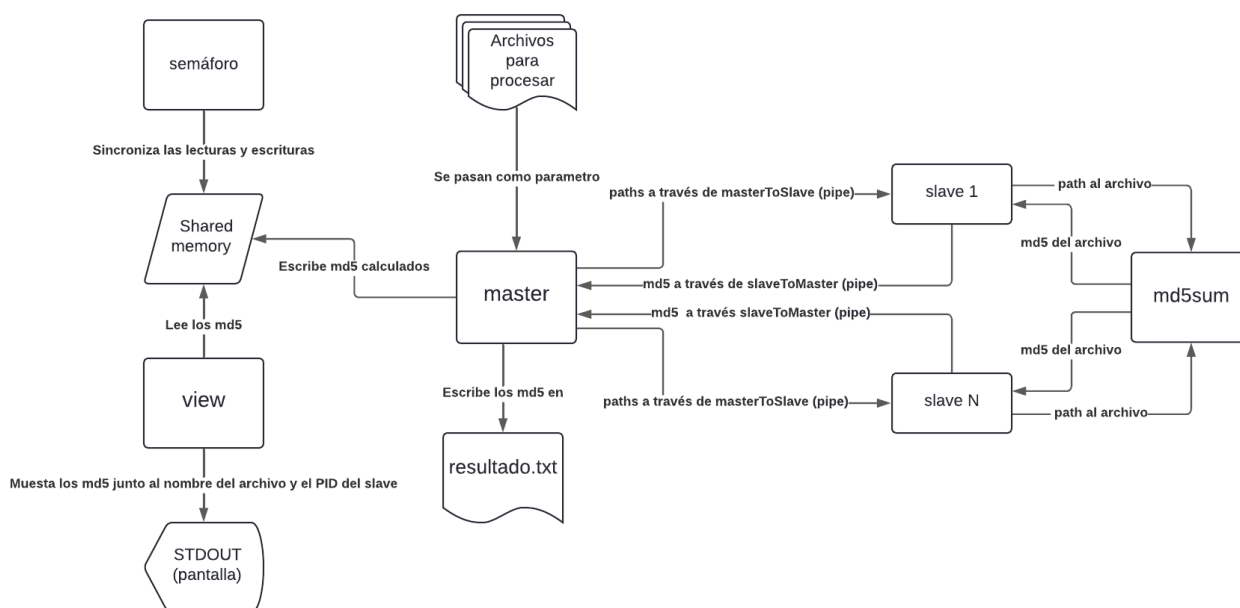 semáforo
Archivos
para
procesar
Sincroniza las lecturas y escrituras
Se pasan como parametro
paths a través de masterToSlave (pipe)
slave 1
path al archivo
Shared
memory
Escribe md5 calculados
master
md5 a través de slaveToMaster (pipe)
md5 del archivo
md5sum
md5 a través slaveToMaster (pipe)
Lee los md5
md5 del archivo
view
Escribe los md5 en
paths a través de masterToSlave (pipe)
slave N
path al archivo
resultado.txt
Muesta los md5 junto al nombre del archivo y el PID del slave
STDOUT
(pantalla)